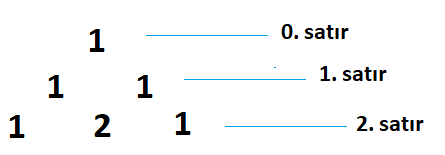 1 0. satır
1 1 1. satır
1 2 1 2. satır